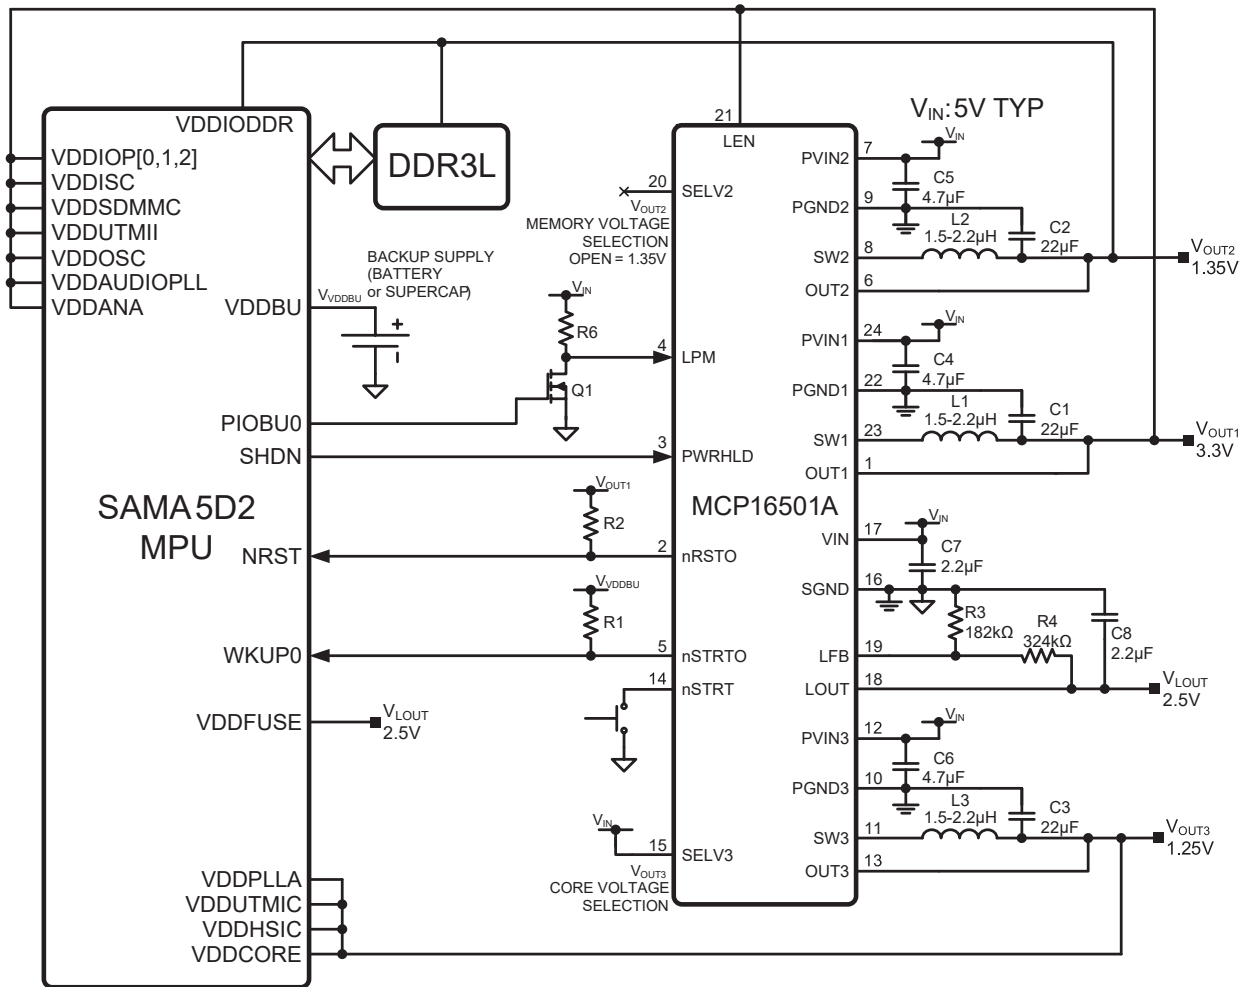 VDDIODDR
DDR3L
VDDIOP[0,1,2]
VDDISC
VDDSDMMC
VDDUTMII
VDDOSC
VDDAUDIOPLL
VDDANA
VDDBU
VVDDBU
BACKUP SUPPLY
(BATTERY
or SUPERCAP)
+
–
PIOBU0
SHDN
SAMA5D2
MPU
NRST
WKUP0
VDDFUSE
VLOUT
2.5V
VDDPLLA
VDDUTMIC
VDDHSIC
VDDCORE
VIN
R6
Q1
VOUT1
R2
VVDDBU
R1
VIN
21
LEN
20
SELV2
VOUT2
MEMORY VOLTAGE
SELECTION
OPEN = 1.35V
4
LPM
3
PWRHLD
MCP16501A
2
nRSTO
5
nSTRTO
14
nSTRT
15
SELV3
VOUT3
CORE VOLTAGE
SELECTION
VIN: 5V TYP
PVIN2
7
VIN
C5
4.7µF
PGND2
9
L2
1.5-2.2µH
C2
22µF
SW2
8
OUT2
6
VOUT2
1.35V
PVIN1
24
VIN
C4
4.7µF
PGND1
22
L1
1.5-2.2µH
C1
22µF
SW1
23
OUT1
1
VOUT1
3.3V
VIN
17
VIN
C7
2.2µF
SGND
16
R3
182kΩ
R4
324kΩ
C8
2.2µF
LFB
19
LOUT
18
VLOUT
2.5V
PVIN3
12
VIN
C6
4.7µF
PGND3
10
L3
1.5-2.2µH
C3
22µF
SW3
11
OUT3
13
VOUT3
1.25V